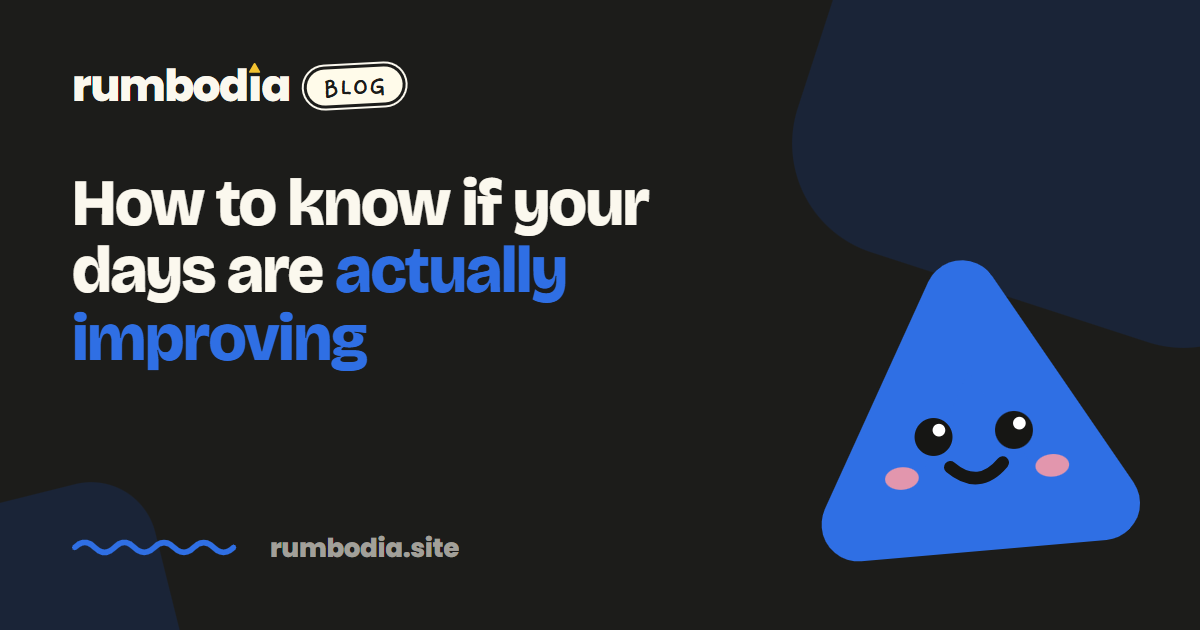 rumbodia BLOG
How to know if your
days are actually
improving
rumbodia.site